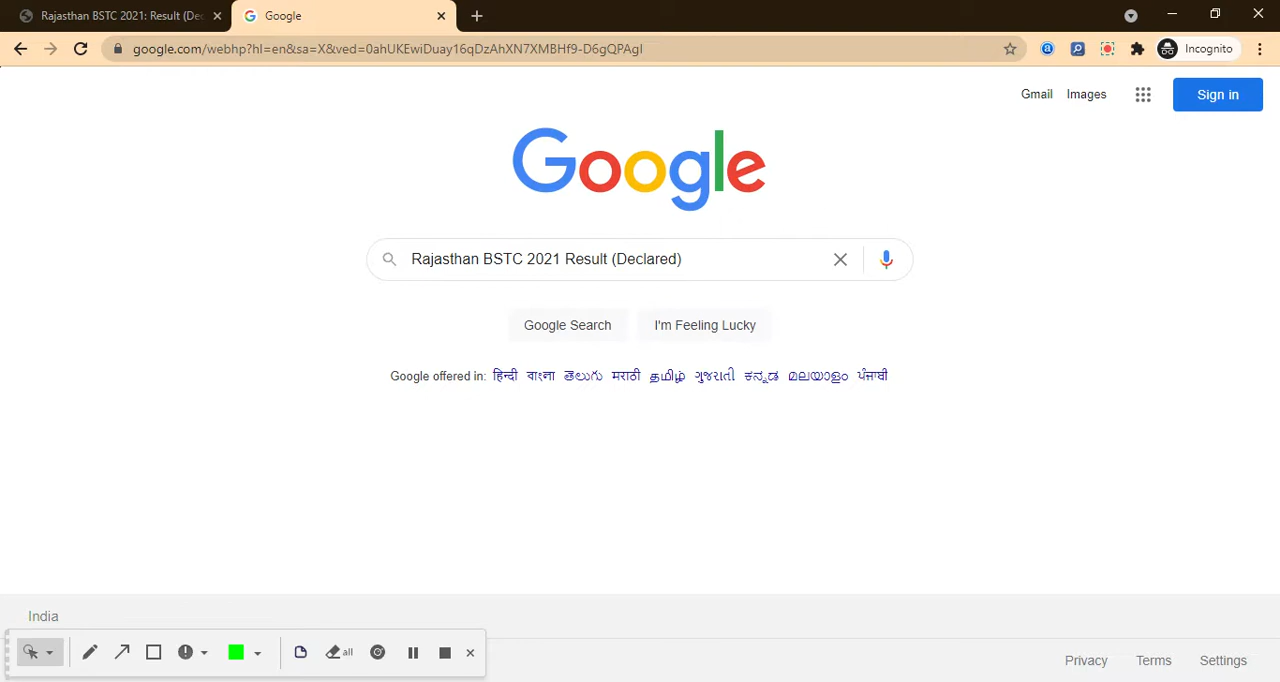 Rajasthan BSTC 2021: Result (Dec
Google
google.com/webhp?hl=en&sa=X&ved=0ahUKEwiDuay16qDzAhXN7XMBHf9-D6gQPAgI
Incognito
Gmail Images
Sign in
Google
Rajasthan BSTC 2021 Result (Declared)
Google Search I'm Feeling Lucky
Google offered in: हिन्दी বাংলা తెలుగు मराठी தமிழ் ગુજરાતી ಕನ್ನಡ മലയാളം ਪੰਜਾਬੀ
India
all
Privacy Terms Settings